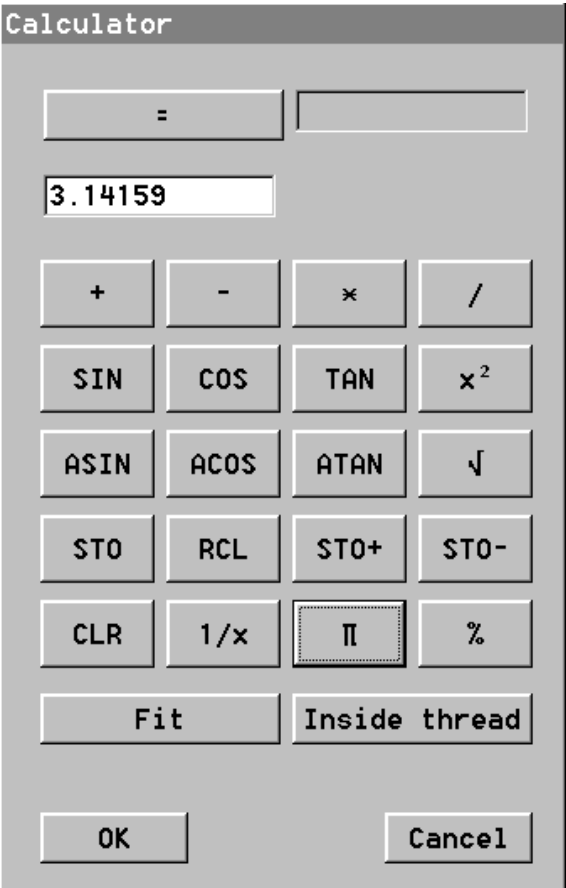 Calculator
=
3.14159
+ - * /
SIN COS TAN x²
ASIN ACOS ATAN √
STO RCL STO+ STO-
CLR 1/x Π %
Fit Inside thread
OK Cancel